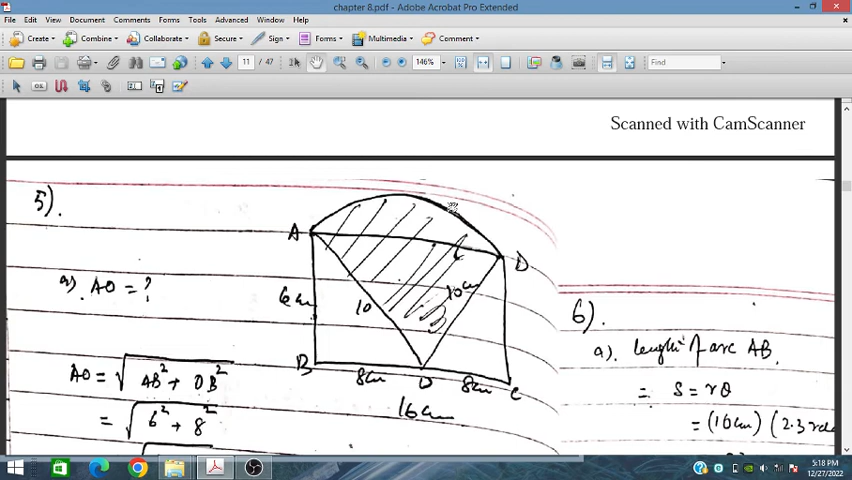 chapter 8.pdf - Adobe Acrobat Pro Extended
File Edit View Document Comments Forms Tools Advanced Window Help
Create Combine Collaborate Secure Sign Forms Multimedia Comment
11 / 47 146% Find
Scanned with CamScanner
5).
A
D
a). AO = ?
6cm
10
10cm
B
8cm
O
8cm
C
16cm
AO = √AB² + OB²
= √6² + 8²
6).
a). length of arc AB.
= S = rθ
= (10cm) (2.3
5:18 PM
12/27/2022